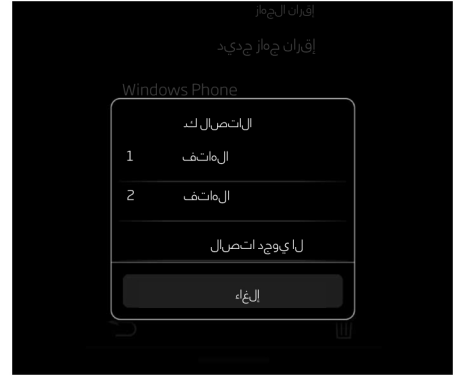 إقران الجهاز
إقران جهاز جديد
Windows Phone
الاتصال كـ
1 الهاتف
2 الهاتف
لا يوجد اتصال
إلغاء